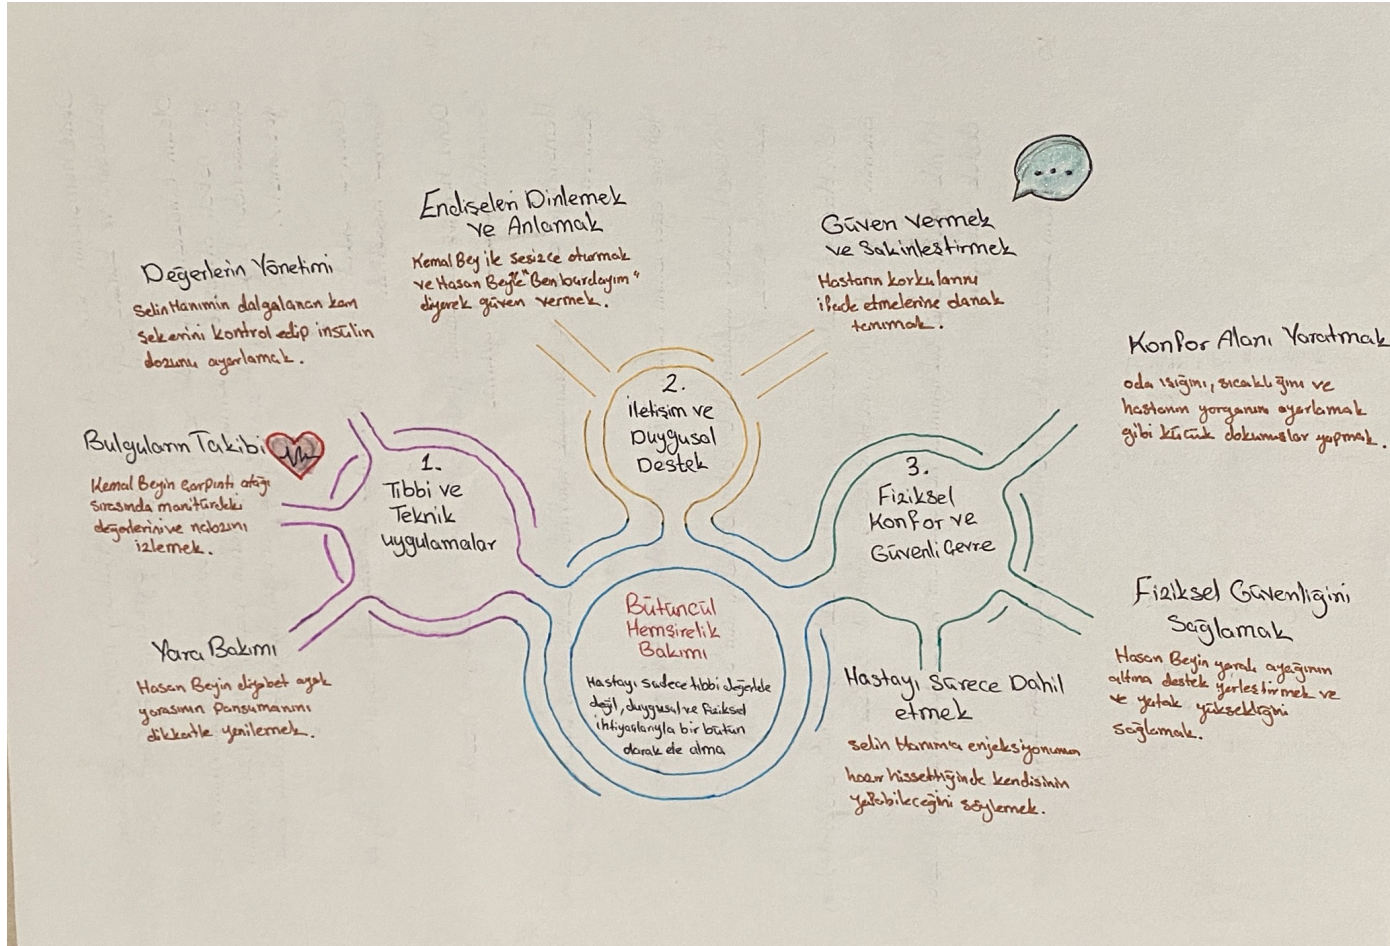 Endişeleri Dinlemek
ve Anlamak
Kemal Bey ile sesizce oturmak
ve Hasan Bey'le "Ben burdayım"
diyerek güven vermek.
Güven vermek
ve Sakinleştirmek
Hastanın korkularını
ifade etmelerine olanak
tanımak.
Değerlerin Yönetimi
Selin Hanımın dalgalanan kan
şekerini kontrol edip insülin
dozunu ayarlamak.
Konfor Alanı Yaratmak
oda ışığını, sıcaklığını ve
hastanın yorganını ayarlamak
gibi küçük dokunuşlar yapmak.
2.
İletişim ve
Duygusal
Destek
Bulguların Takibi
Kemal Beyin çarpıntı atağı
sırasında monitördeki
değerlerini ve nabzını
izlemek.
1.
Tıbbi ve
Teknik
uygulamalar
3.
Fiziksel
Konfor ve
Güvenli Çevre
Yara Bakımı
Hasan Beyin diyabet ayak
yarasının Pansumanını
dikkatle yenilemek.
Bütüncül
Hemşirelik
Bakımı
Hastayı sadece tıbbi değerlerle
değil, duygusal ve Fiziksel
ihtiyaçlarıyla bir bütün
olarak ele alma
Hastayı Sürece Dahil
etmek
selin Hanım'a enjeksiyonunu
hazır hissettiğinde kendisinin
yapabileceğini söylemek.
Fiziksel Güvenliğini
Sağlamak
Hasan Beyin yaralı ayağının
altına destek yerleştirmek ve
ve yatak yüksekliğini
sağlamak.